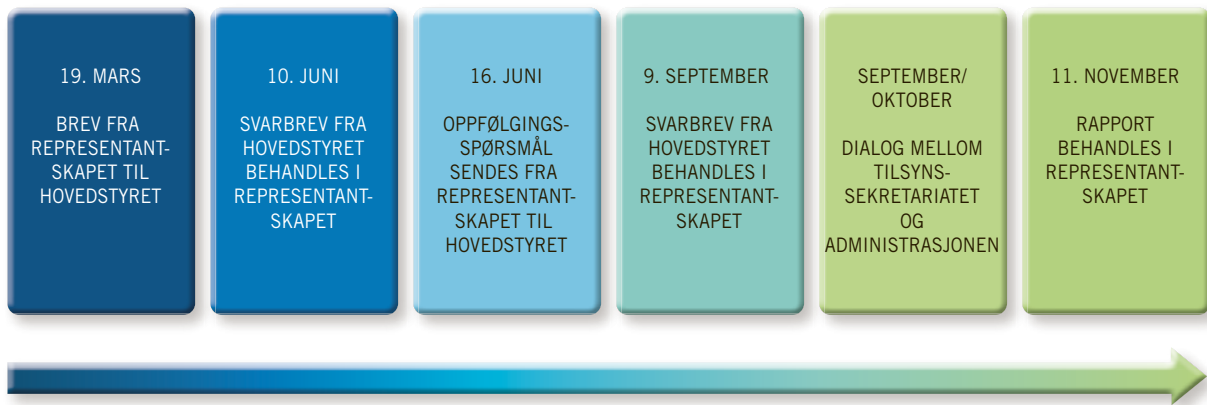 19. MARS
BREV FRA
REPRESENTANT-
SKAPET TIL
HOVEDSTYRET
10. JUNI
SVARBREV FRA
HOVEDSTYRET
BEHANDLES I
REPRESENTANT-
SKAPET
16. JUNI
OPPFØLGINGS-
SPØRSMÅL
SENDES FRA
REPRESENTANT-
SKAPET TIL
HOVEDSTYRET
9. SEPTEMBER
SVARBREV FRA
HOVEDSTYRET
BEHANDLES I
REPRESENTANT-
SKAPET
SEPTEMBER/
OKTOBER
DIALOG MELLOM
TILSYNS-
SEKRETARIATET
OG
ADMINISTRASJONEN
11. NOVEMBER
RAPPORT
BEHANDLES I
REPRESENTANT-
SKAPET